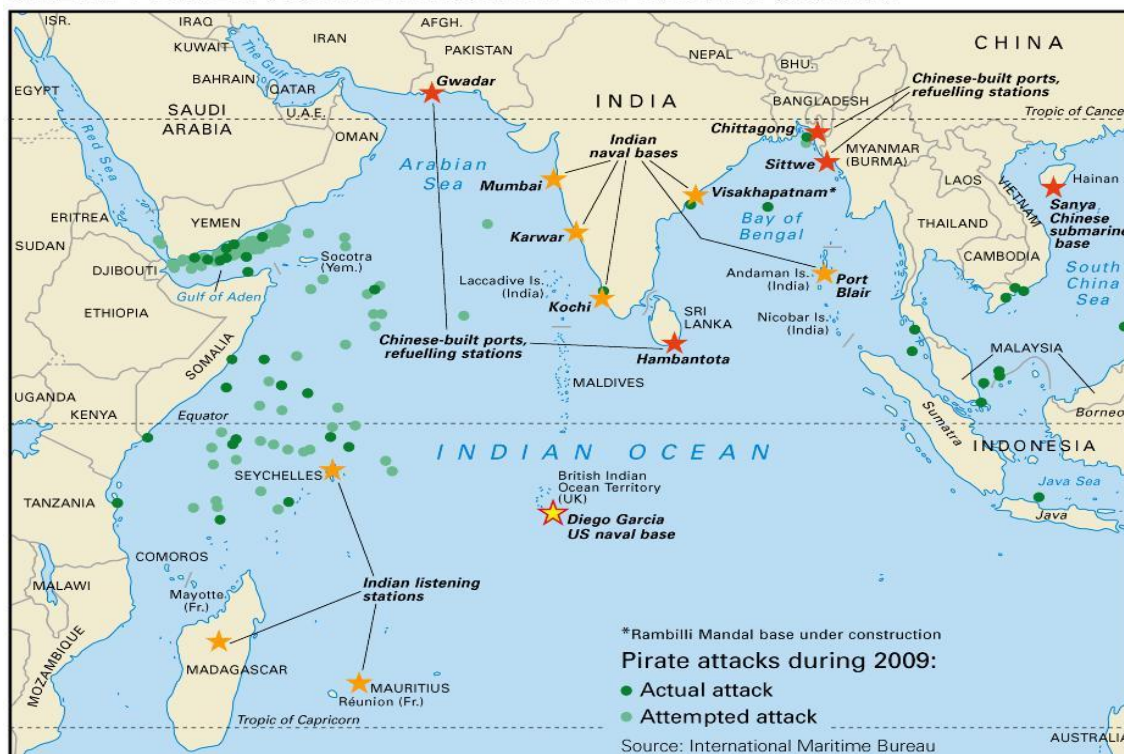 ISR.
IRAQ
AFGH.
KUWAIT
IRAN
The Gulf
PAKISTAN
NEPAL
BHU.
CHINA
EGYPT
BAHRAIN
QATAR
U.A.E.
SAUDI
ARABIA
OMAN
Red Sea
Gwadar
INDIA
BANGLADESH
Chinese-built ports,
refuelling stations
Tropic of Cance
Chittagong
Sittwe
MYANMAR
(BURMA)
Arabian
Sea
Indian
naval bases
Mumbai
Visakhapatnam*
Bay of
Bengal
LAOS
VIETNAM
Hainan
Sanya
Chinese
submarine
base
THAILAND
ERITREA
SUDAN
YEMEN
DJIBOUTI
Socotra
(Yem.)
Gulf of Aden
Karwar
Laccadive Is.
(India)
Kochi
Andaman Is.
(India)
Port
Blair
CAMBODIA
South
China
Sea
ETHIOPIA
SOMALIA
Chinese-built ports,
refuelling stations
SRI
LANKA
Hambantota
Nicobar Is.
(India)
MALAYSIA
MALDIVES
UGANDA
KENYA
Equator
Sumatra
Borneo
INDIAN OCEAN
INDONESIA
SEYCHELLES
British Indian
Ocean Territory
(UK)
Diego Garcia
US naval base
Java Sea
Java
TANZANIA
COMOROS
MALAWI
Mayotte
(Fr.)
Indian listening
stations
MOZAMBIQUE
MADAGASCAR
MAURITIUS
Réunion (Fr.)
Tropic of Capricorn
*Rambilli Mandal base under construction
Pirate attacks during 2009:
Actual attack
Attempted attack
Source: International Maritime Bureau
AUSTRALIA